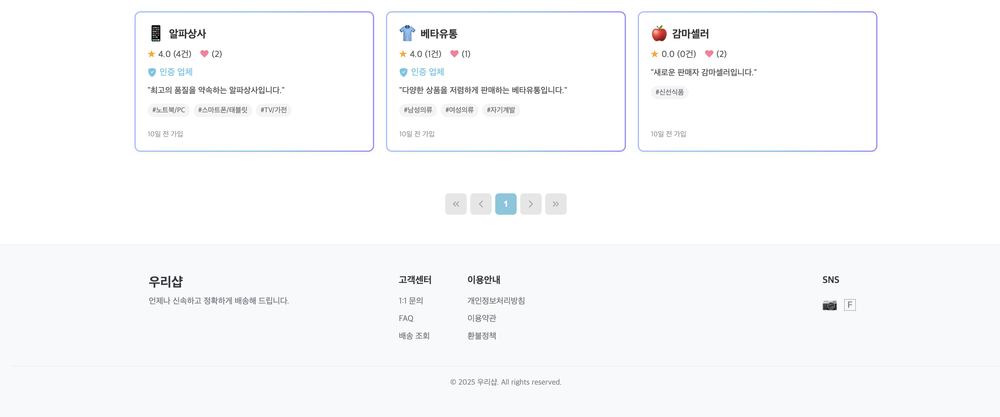 알파상사
4.0 (4건) (2)
인증 업체
"최고의 품질을 약속하는 알파상사입니다."
#노트북/PC #스마트폰/태블릿 #TV/가전
10일 전 가입
베타유통
4.0 (1건) (1)
인증 업체
"다양한 상품을 저렴하게 판매하는 베타유통입니다."
#남성의류 #여성의류 #자기계발
10일 전 가입
감마셀러
0.0 (0건) (2)
"새로운 판매자 감마셀러입니다."
#신선식품
10일 전 가입
« < 1 > »
우리샵
언제나 신속하고 정확하게 배송해 드립니다.
고객센터
1:1 문의
FAQ
배송 조회
이용안내
개인정보처리방침
이용약관
환불정책
SNS
F
© 2025 우리샵. All rights reserved.